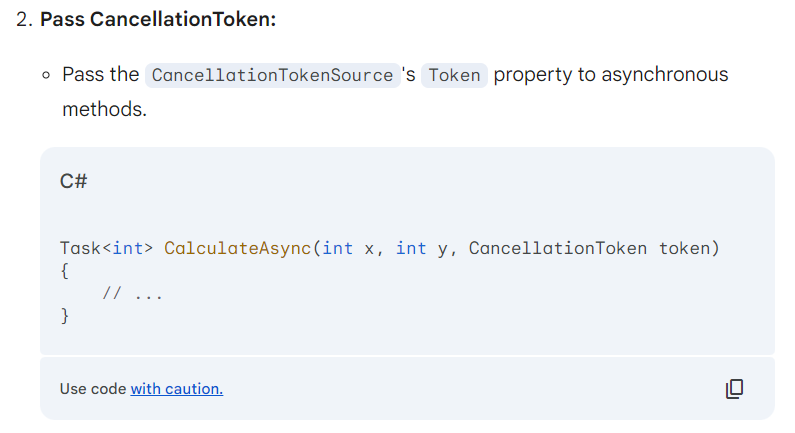 2. Pass CancellationToken:
Pass the CancellationTokenSource's Token property to asynchronous
methods.
C#
Task<int> CalculateAsync(int x, int y, CancellationToken token)
{
    // ...
}
Use code with caution.